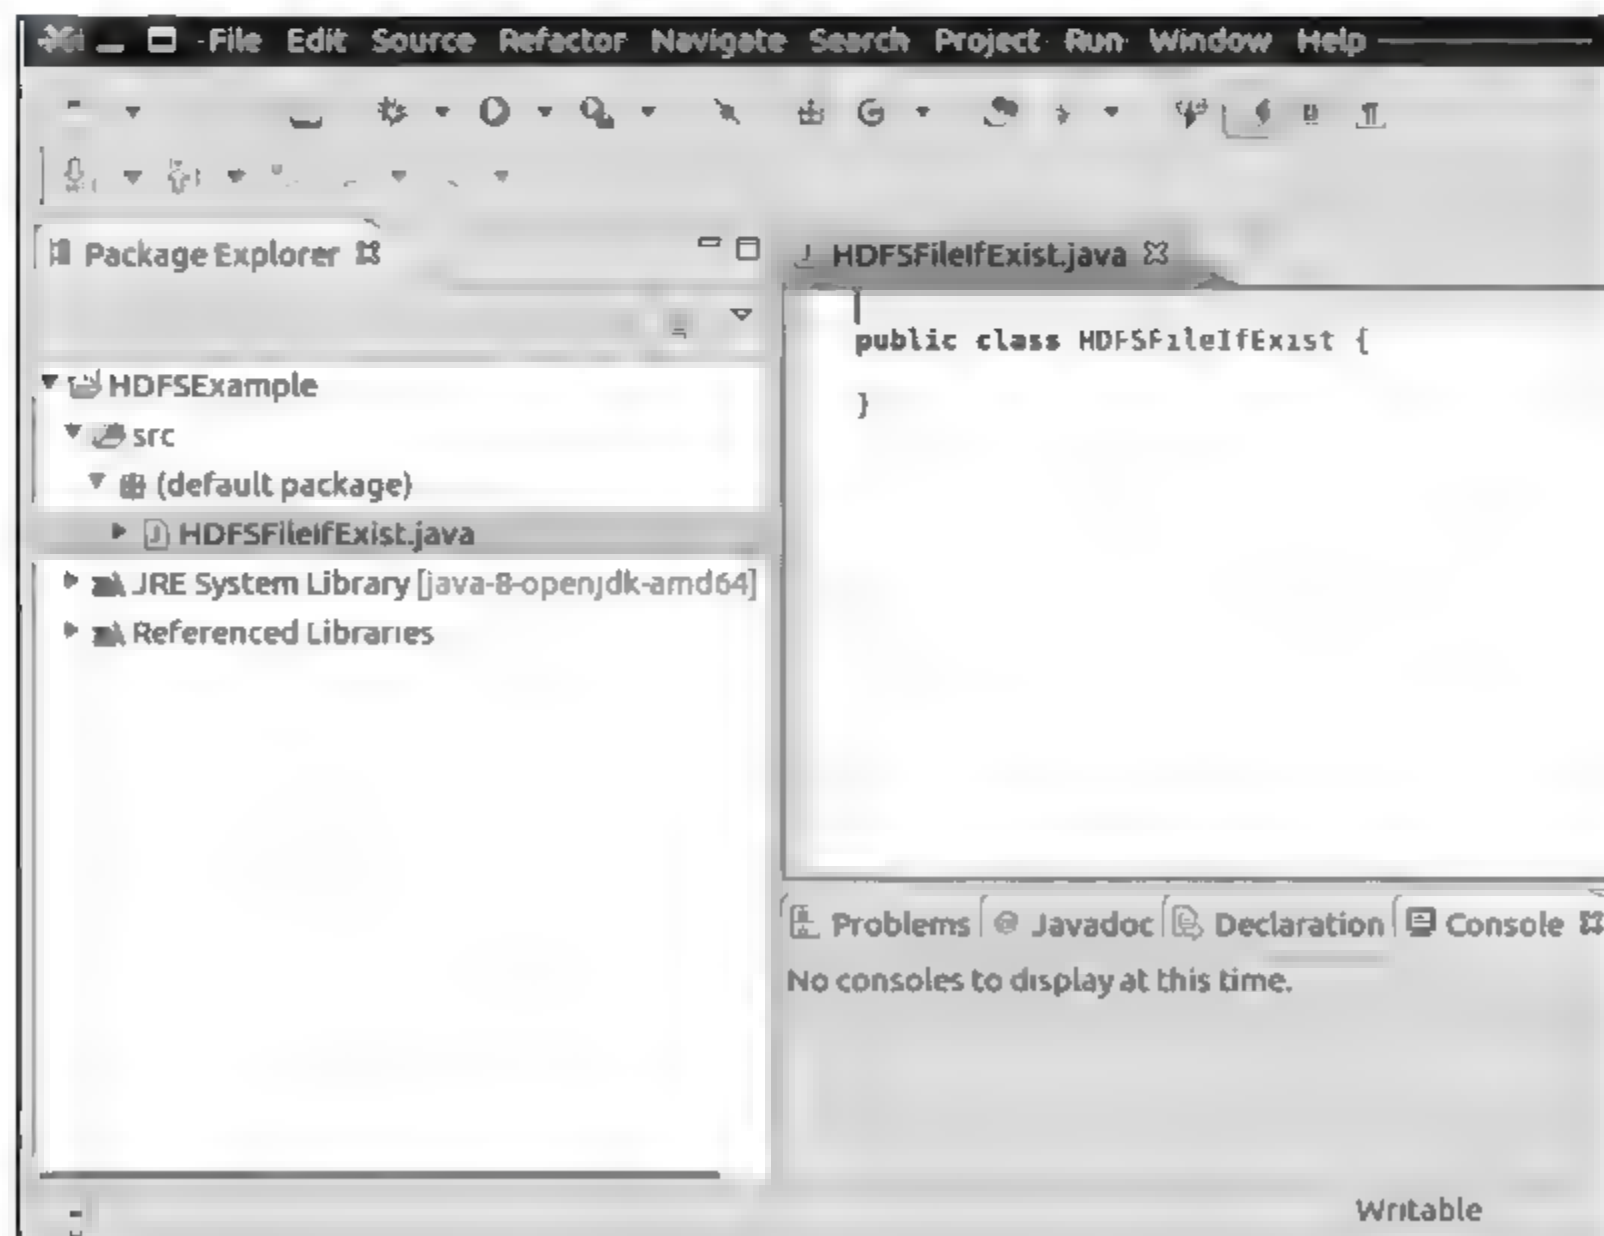 File Edit Source Refactor Navigate Search Project Run Window Help
Package Explorer
HDFSExample
src
(default package)
HDFSFileIfExist.java
JRE System Library [java-8-openjdk-amd64]
Referenced Libraries
HDFSFileIfExist.java
public class HDFSFileIfExist {
}
Problems @ Javadoc Declaration Console
No consoles to display at this time.
Writable